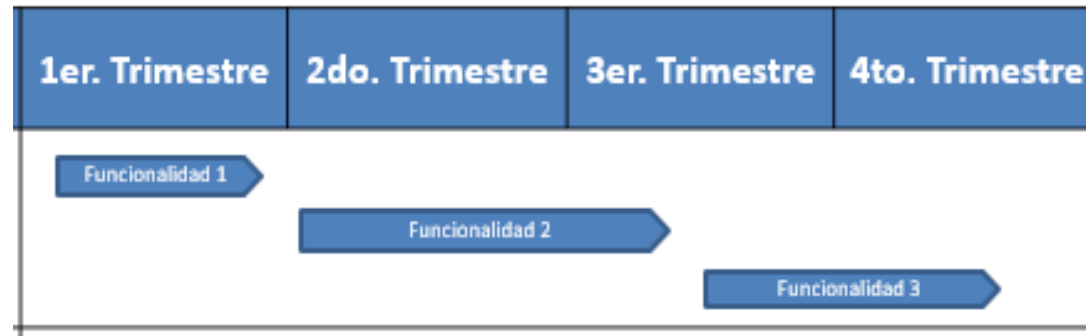 1er. Trimestre 2do. Trimestre 3er. Trimestre 4to. Trimestre
Funcionalidad 1
Funcionalidad 2
Funcionalidad 3